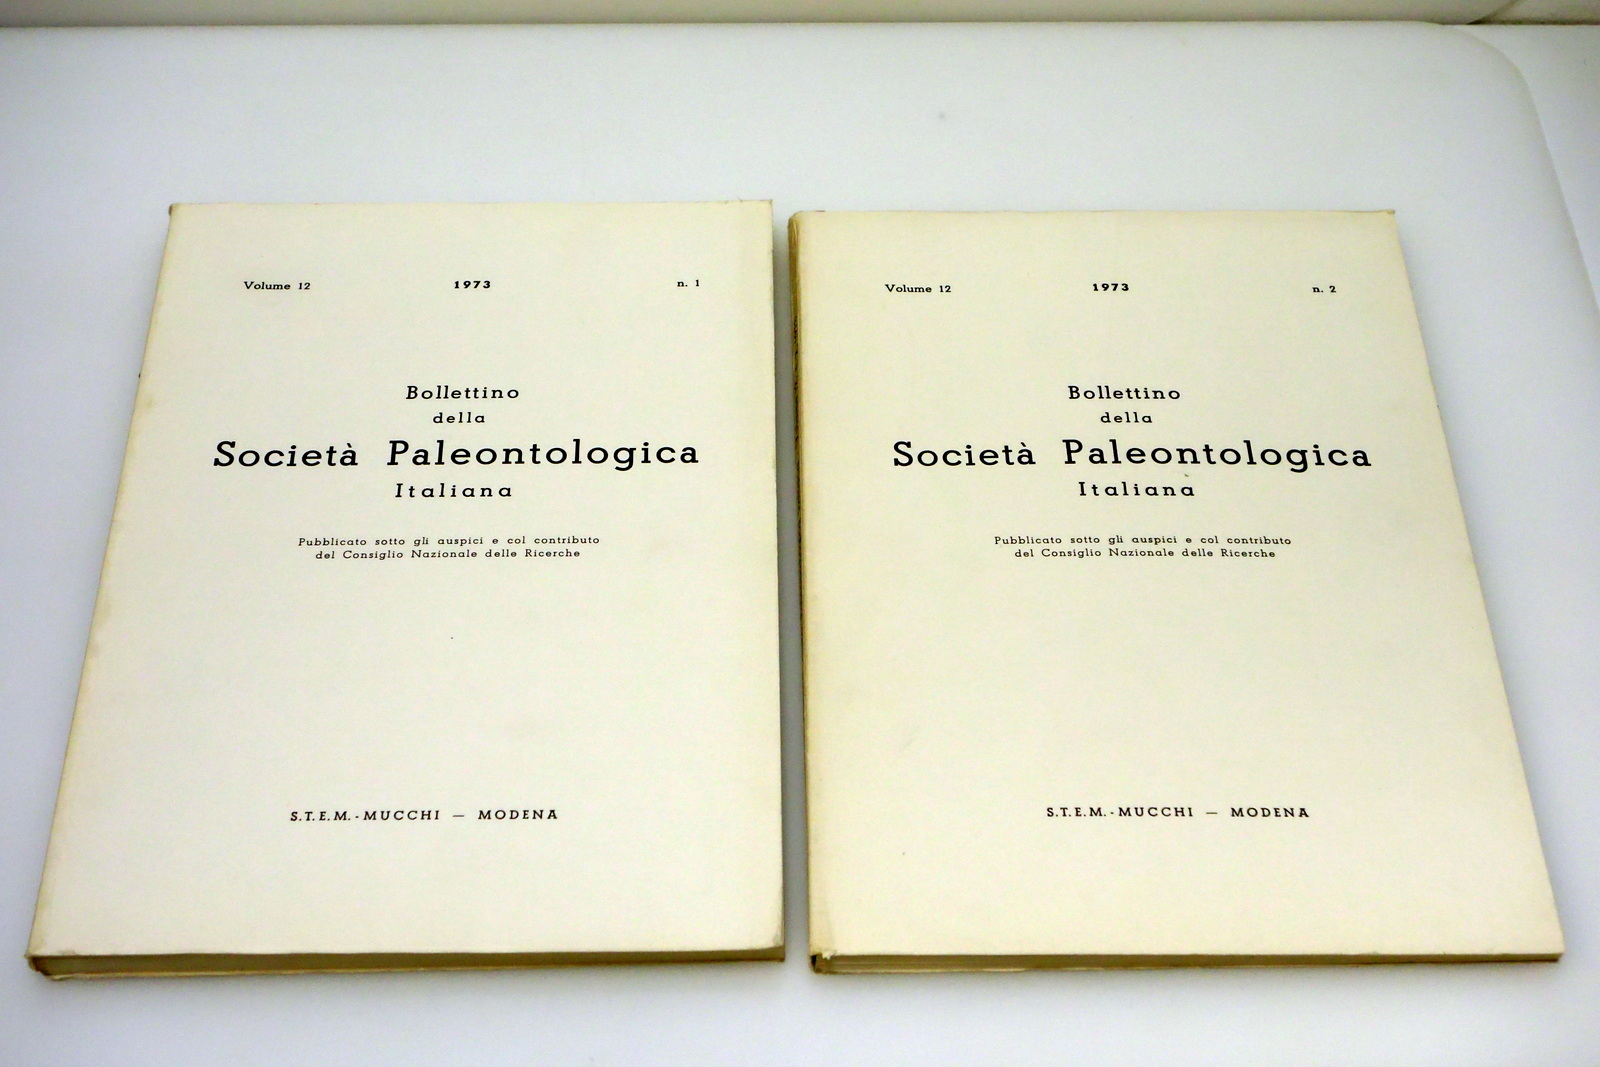 Volume 12 1973 n. 1
Bollettino
della
Società Paleontologica
Italiana
Pubblicato sotto gli auspici e col contributo
del Consiglio Nazionale delle Ricerche
S.T.E.M. - MUCCHI — MODENA
Volume 12 1973 n. 2
Bollettino
della
Società Paleontologica
Italiana
Pubblicato sotto gli auspici e col contributo
del Consiglio Nazionale delle Ricerche
S.T.E.M. - MUCCHI — MODENA